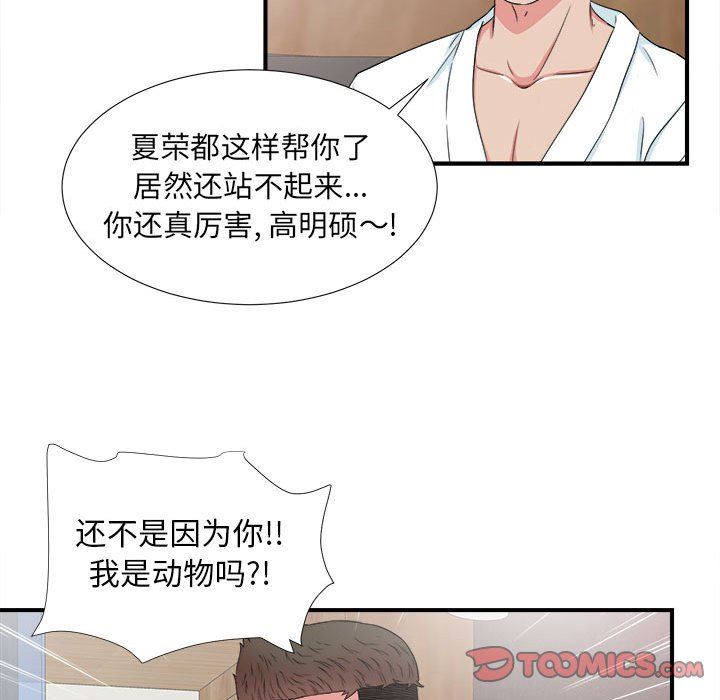 夏荣都这样帮你了
居然还站不起来...
你还真厉害, 高明硕～!
还不是因为你!!
我是动物吗?!
TOOMICS.COM